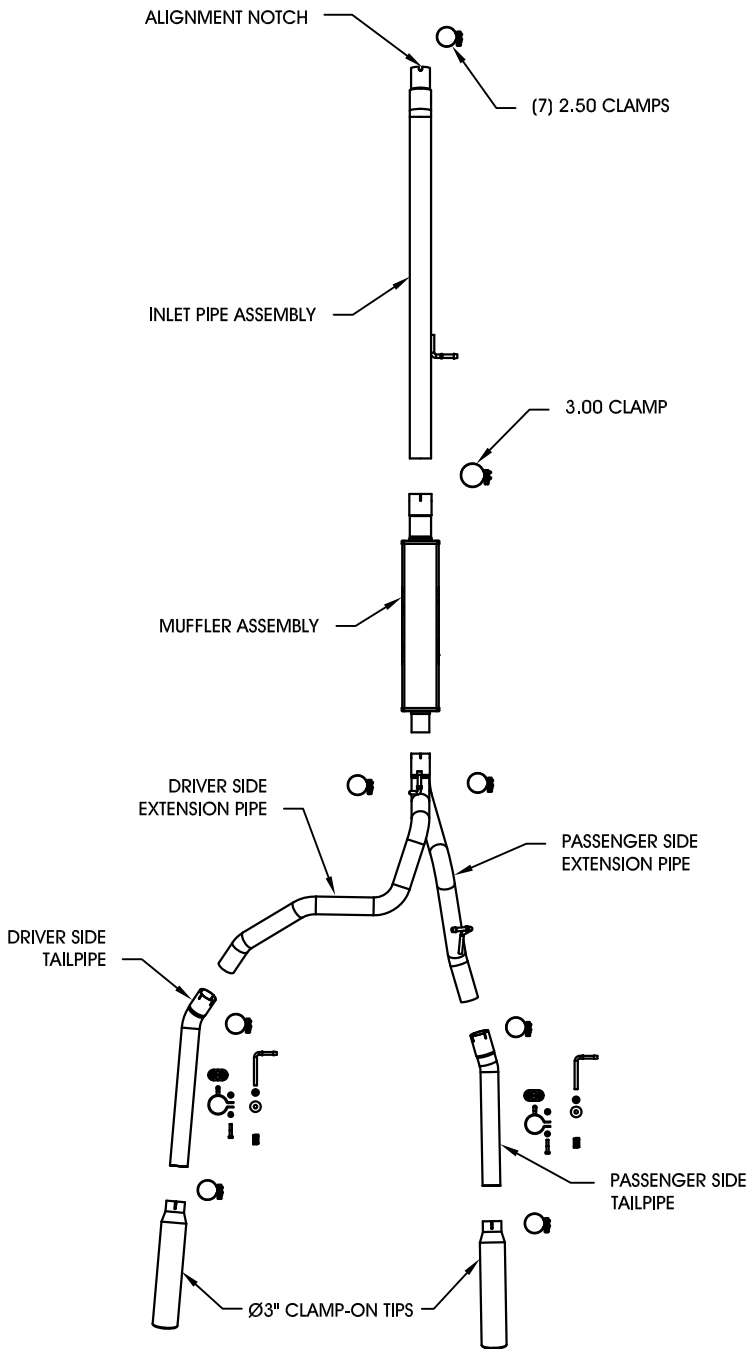 ALIGNMENT NOTCH
(7) 2.50 CLAMPS
INLET PIPE ASSEMBLY
3.00 CLAMP
MUFFLER ASSEMBLY
DRIVER SIDE
EXTENSION PIPE
PASSENGER SIDE
EXTENSION PIPE
DRIVER SIDE
TAILPIPE
PASSENGER SIDE
TAILPIPE
Ø3" CLAMP-ON TIPS